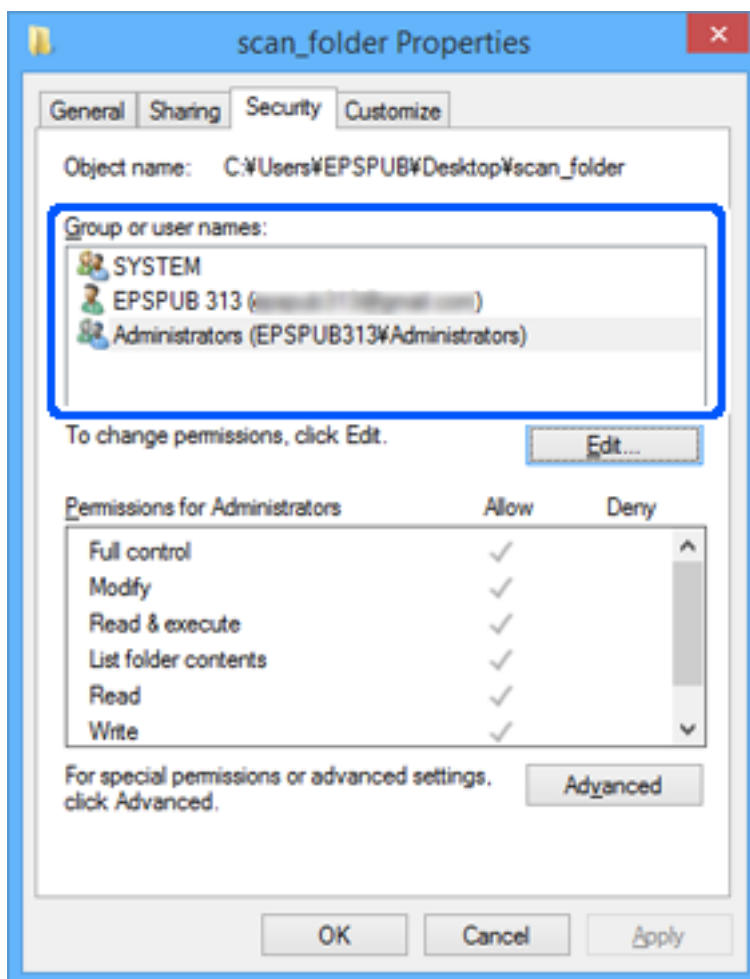 scan_folder Properties
General Sharing Security Customize
Object name: C:¥Users¥EPSPUB¥Desktop¥scan_folder
Group or user names:
SYSTEM
EPSPUB 313 ( )
Administrators (EPSPUB313¥Administrators)
To change permissions, click Edit.
Edit...
Permissions for Administrators Allow Deny
Full control
Modify
Read & execute
List folder contents
Read
Write
For special permissions or advanced settings,
click Advanced.
Advanced
OK Cancel Apply